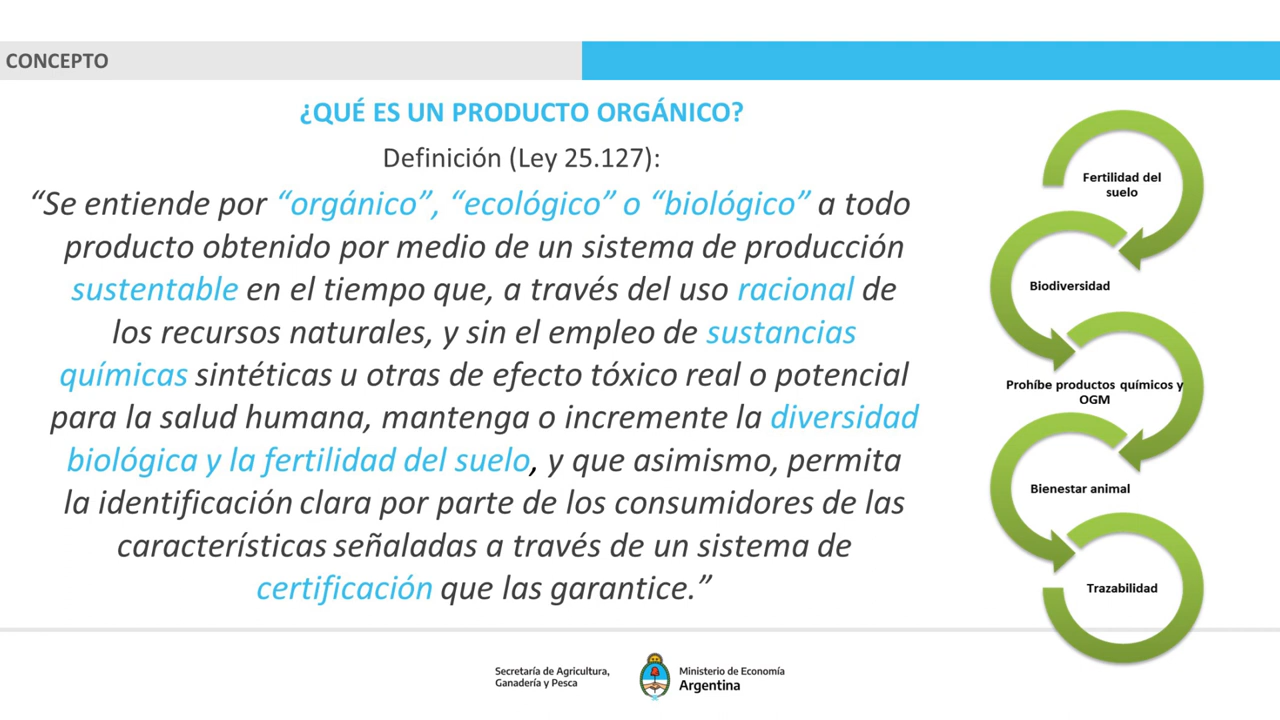 CONCEPTO
¿QUÉ ES UN PRODUCTO ORGÁNICO?
Definición (Ley 25.127):
“Se entiende por “orgánico”, “ecológico” o “biológico” a todo
producto obtenido por medio de un sistema de producción
sustentable en el tiempo que, a través del uso racional de
los recursos naturales, y sin el empleo de sustancias
químicas sintéticas u otras de efecto tóxico real o potencial
para la salud humana, mantenga o incremente la diversidad
biológica y la fertilidad del suelo, y que asimismo, permita
la identificación clara por parte de los consumidores de las
características señaladas a través de un sistema de
certificación que las garantice.”
Fertilidad del
suelo
Biodiversidad
Prohíbe productos químicos y
OGM
Bienestar animal
Trazabilidad
Secretaría de Agricultura,
Ganadería y Pesca
Ministerio de Economía
Argentina